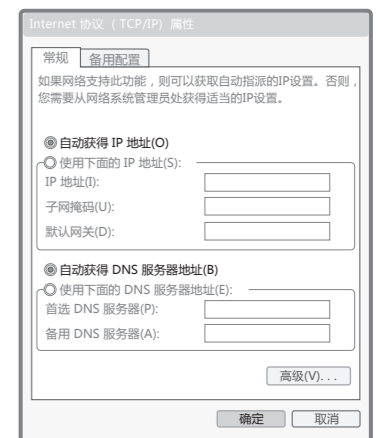 Internet 协议 （TCP/IP) 属性
常规 备用配置
如果网络支持此功能，则可以获取自动指派的IP设置。否则，
您需要从网络系统管理员处获得适当的IP设置。
自动获得 IP 地址(O)
使用下面的 IP 地址(S):
IP 地址(I):
子网掩码(U):
默认网关(D):
自动获得 DNS 服务器地址(B)
使用下面的 DNS 服务器地址(E):
首选 DNS 服务器(P):
备用 DNS 服务器(A):
高级(V)...
确定 取消